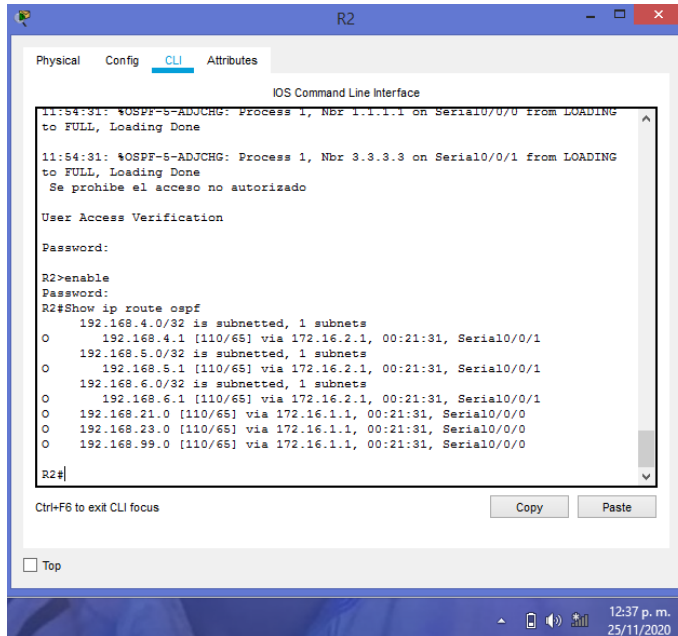 R2
Physical Config CLI Attributes
IOS Command Line Interface
11:54:31: %OSPF-5-ADJCHG: Process 1, Nbr 1.1.1.1 on Serial0/0/0 from LOADING
to FULL, Loading Done
11:54:31: %OSPF-5-ADJCHG: Process 1, Nbr 3.3.3.3 on Serial0/0/1 from LOADING
to FULL, Loading Done
Se prohibe el acceso no autorizado
User Access Verification
Password:
R2>enable
Password:
R2#Show ip route ospf
192.168.4.0/32 is subnetted, 1 subnets
O 192.168.4.1 [110/65] via 172.16.2.1, 00:21:31, Serial0/0/1
192.168.5.0/32 is subnetted, 1 subnets
O 192.168.5.1 [110/65] via 172.16.2.1, 00:21:31, Serial0/0/1
192.168.6.0/32 is subnetted, 1 subnets
O 192.168.6.1 [110/65] via 172.16.2.1, 00:21:31, Serial0/0/1
O 192.168.21.0 [110/65] via 172.16.1.1, 00:21:31, Serial0/0/0
O 192.168.23.0 [110/65] via 172.16.1.1, 00:21:31, Serial0/0/0
O 192.168.99.0 [110/65] via 172.16.1.1, 00:21:31, Serial0/0/0
R2#
Ctrl+F6 to exit CLI focus
Copy Paste
Top
12:37 p. m.
25/11/2020